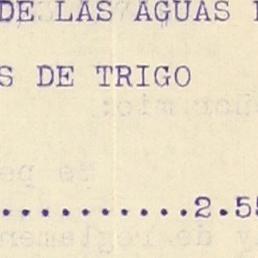 DE LAS AGUAS
S DE TRIGO
...........2.5